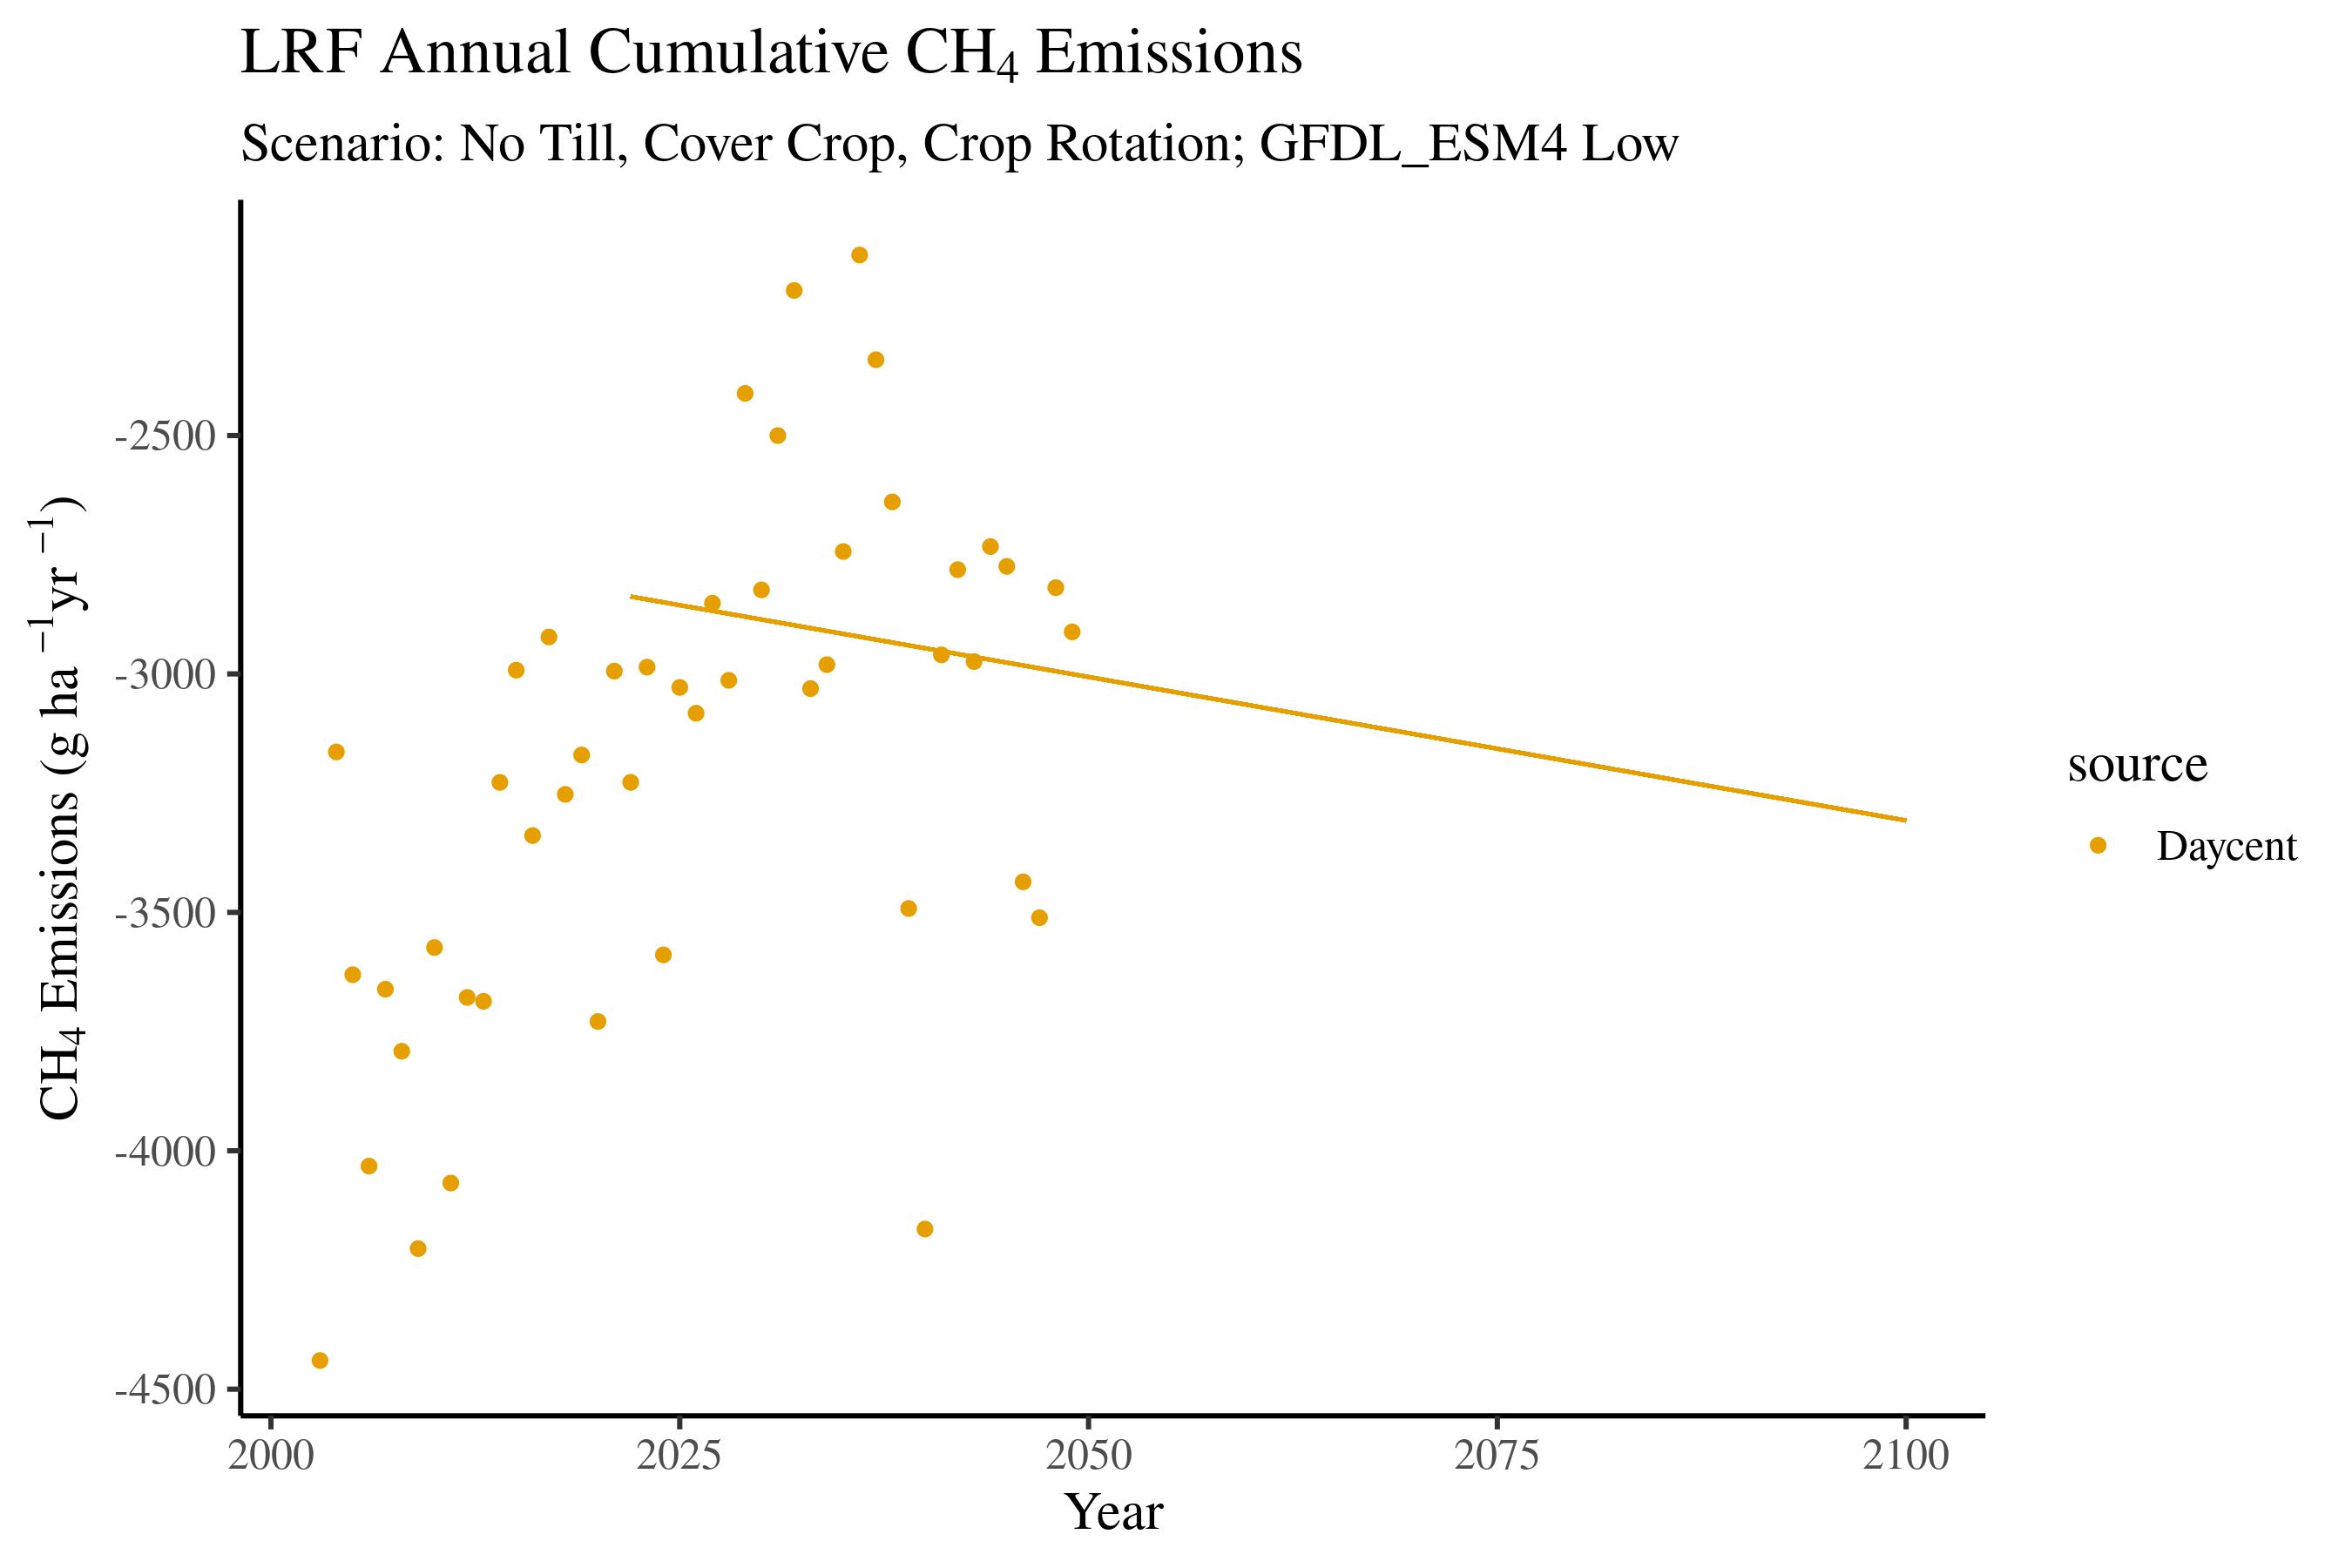 LRF Annual Cumulative CH₄ Emissions
Scenario: No Till, Cover Crop, Crop Rotation; GFDL_ESM4 Low
CH₄ Emissions (g ha⁻¹yr⁻¹)
-2500
-3000
-3500
-4000
-4500
2000 2025 2050 2075 2100
Year
source
Daycent